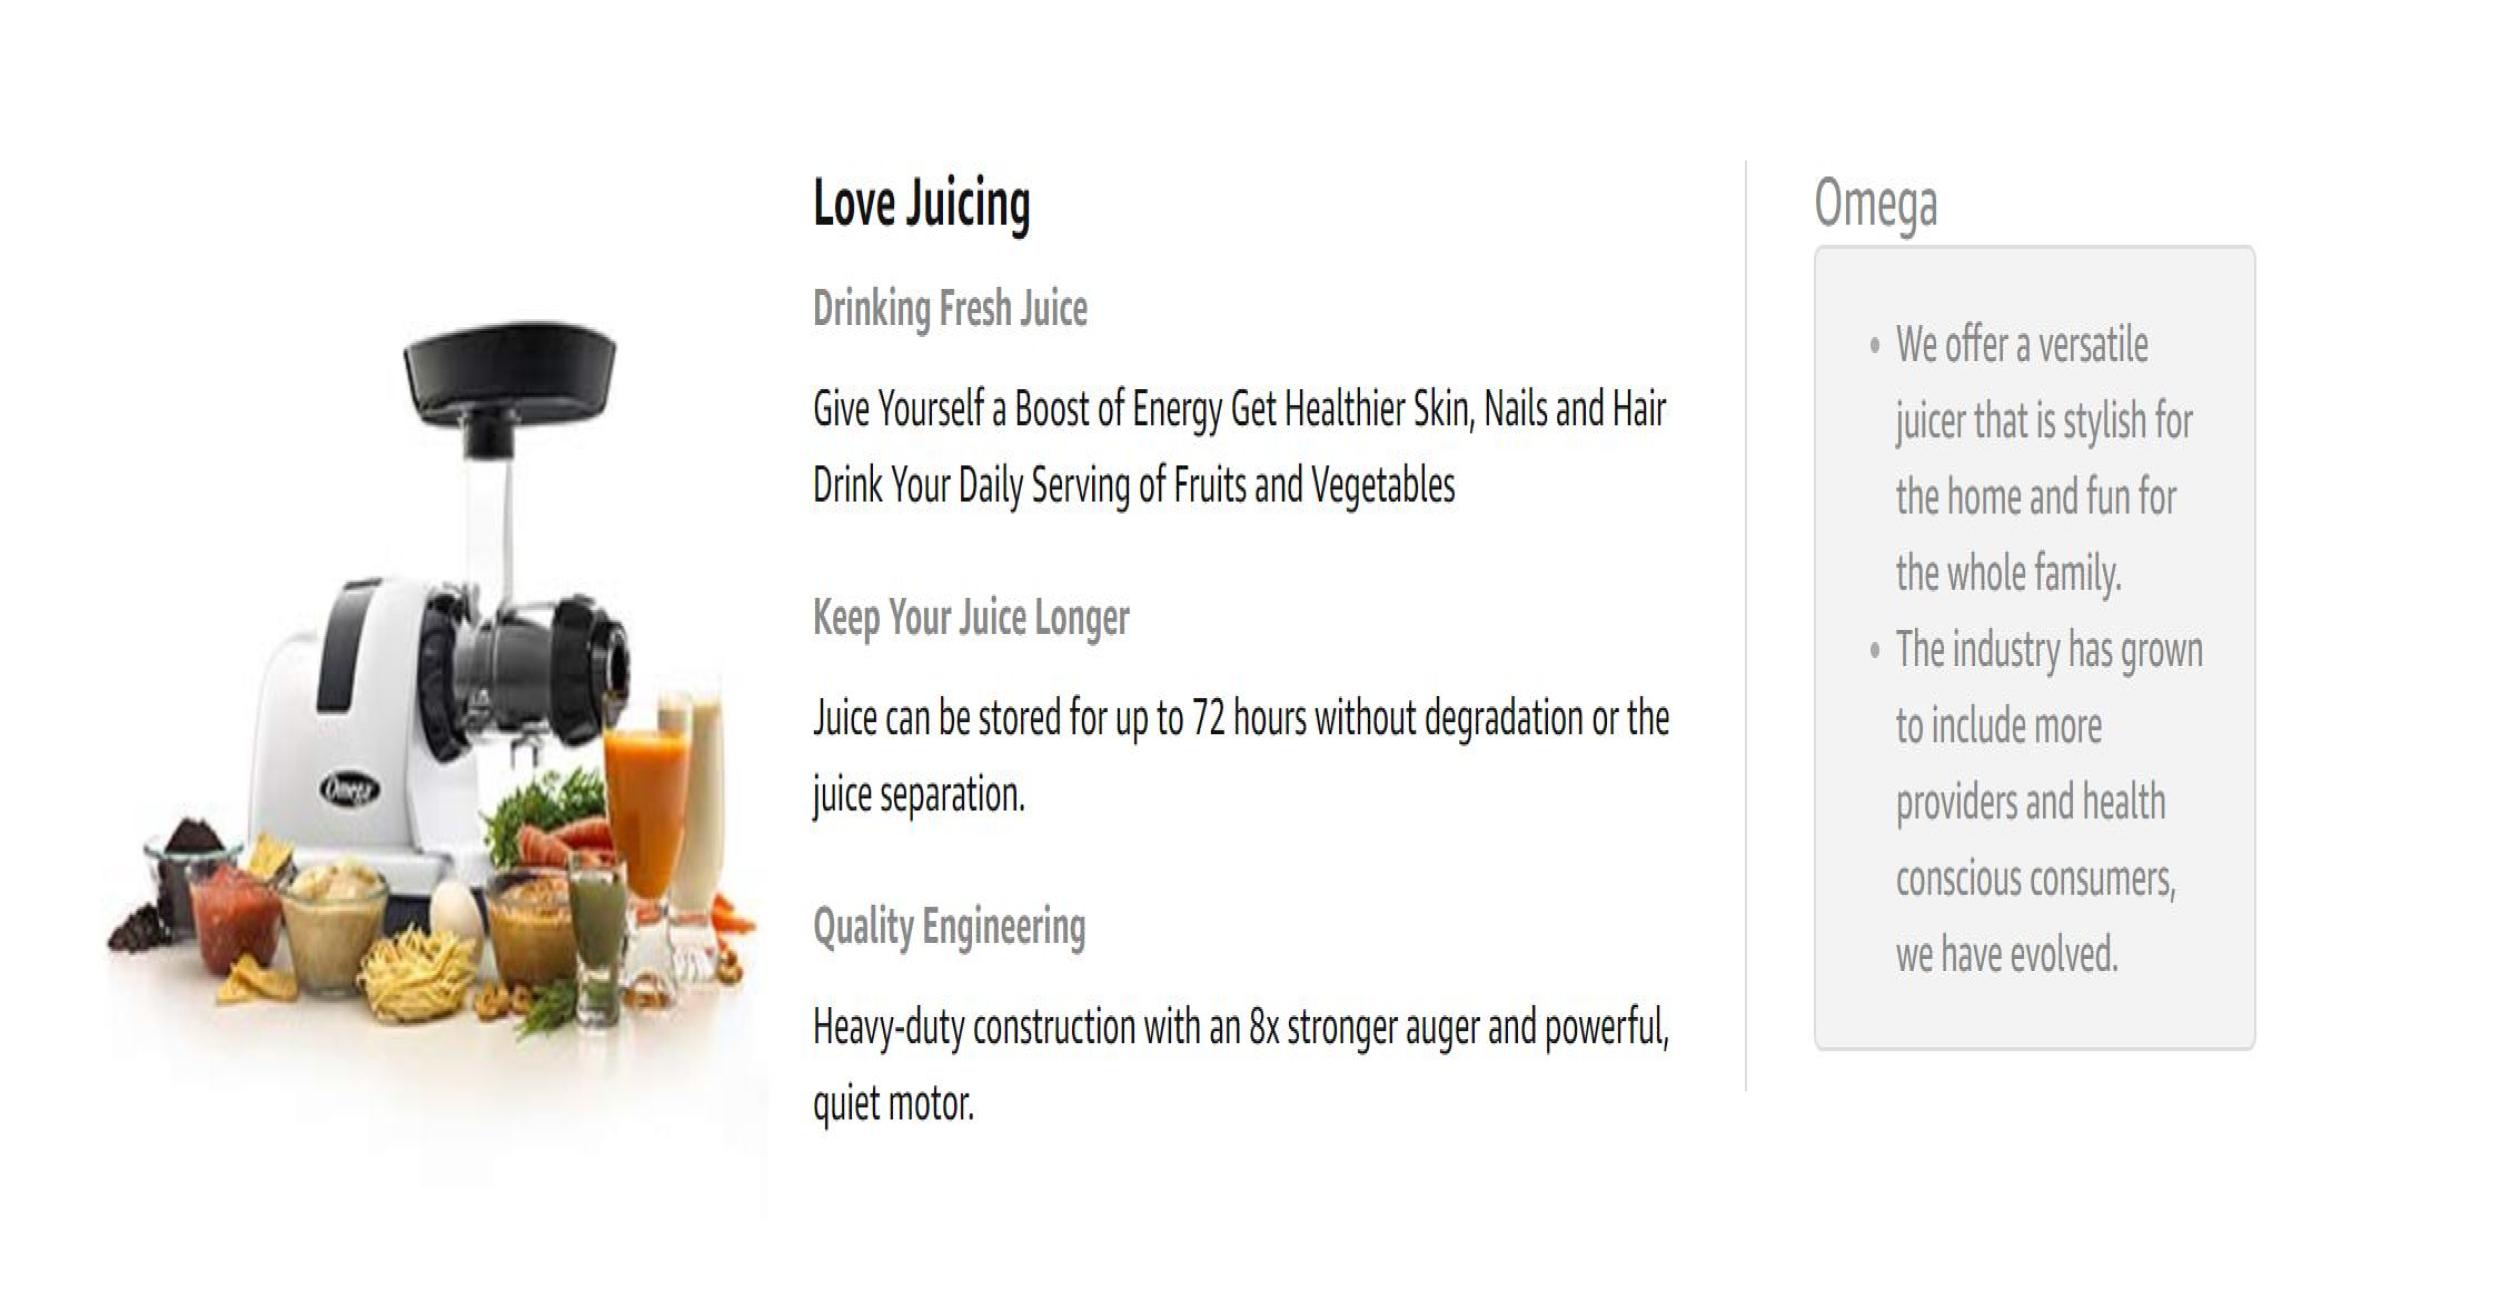 Love Juicing
Drinking Fresh Juice
Give Yourself a Boost of Energy Get Healthier Skin, Nails and Hair
Drink Your Daily Serving of Fruits and Vegetables
Keep Your Juice Longer
Juice can be stored for up to 72 hours without degradation or the
juice separation.
Quality Engineering
Heavy-duty construction with an 8x stronger auger and powerful,
quiet motor.
Omega
• We offer a versatile
juicer that is stylish for
the home and fun for
the whole family.
• The industry has grown
to include more
providers and health
conscious consumers,
we have evolved.
Omega